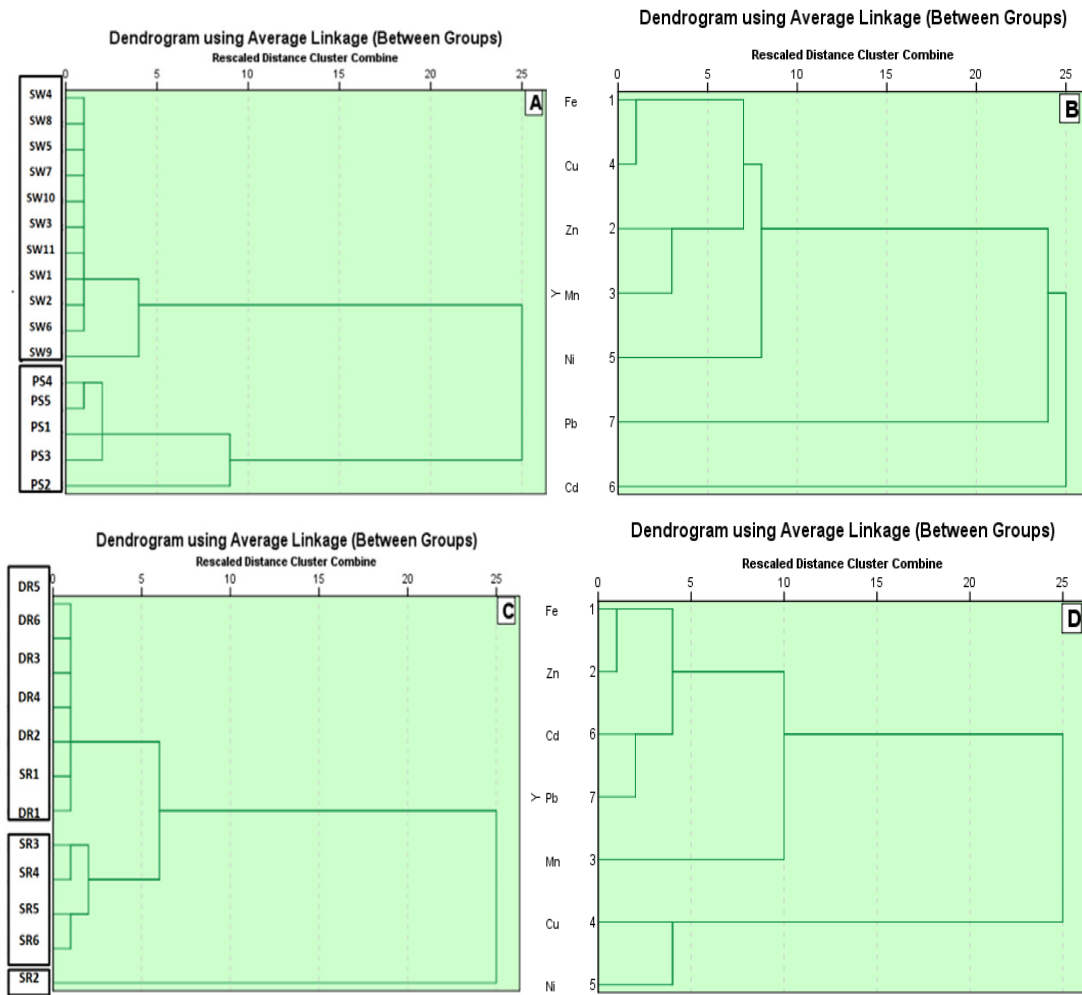 Dendrogram using Average Linkage (Between Groups)
Rescaled Distance Cluster Combine
0 5 10 15 20 25
A
SW4
SW8
SW5
SW7
SW10
SW3
SW11
SW1
SW2
SW6
SW9
PS4
PS5
PS1
PS3
PS2
Dendrogram using Average Linkage (Between Groups)
Rescaled Distance Cluster Combine
0 5 10 15 20 25
B
Y
Fe 1
Cu 4
Zn 2
Mn 3
Ni 5
Pb 7
Cd 6
Dendrogram using Average Linkage (Between Groups)
Rescaled Distance Cluster Combine
0 5 10 15 20 25
C
DR5
DR6
DR3
DR4
DR2
SR1
DR1
SR3
SR4
SR5
SR6
SR2
Dendrogram using Average Linkage (Between Groups)
Rescaled Distance Cluster Combine
0 5 10 15 20 25
D
Y
Fe 1
Zn 2
Cd 6
Pb 7
Mn 3
Cu 4
Ni 5